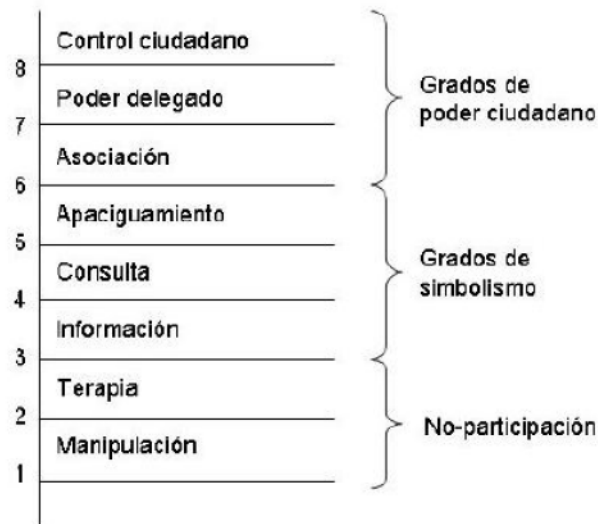 Control ciudadano
8
Poder delegado
7
Asociación
6
Apaciguamiento
5
Consulta
4
Información
3
Terapia
2
Manipulación
1
Grados de
poder ciudadano
Grados de
simbolismo
No-participación